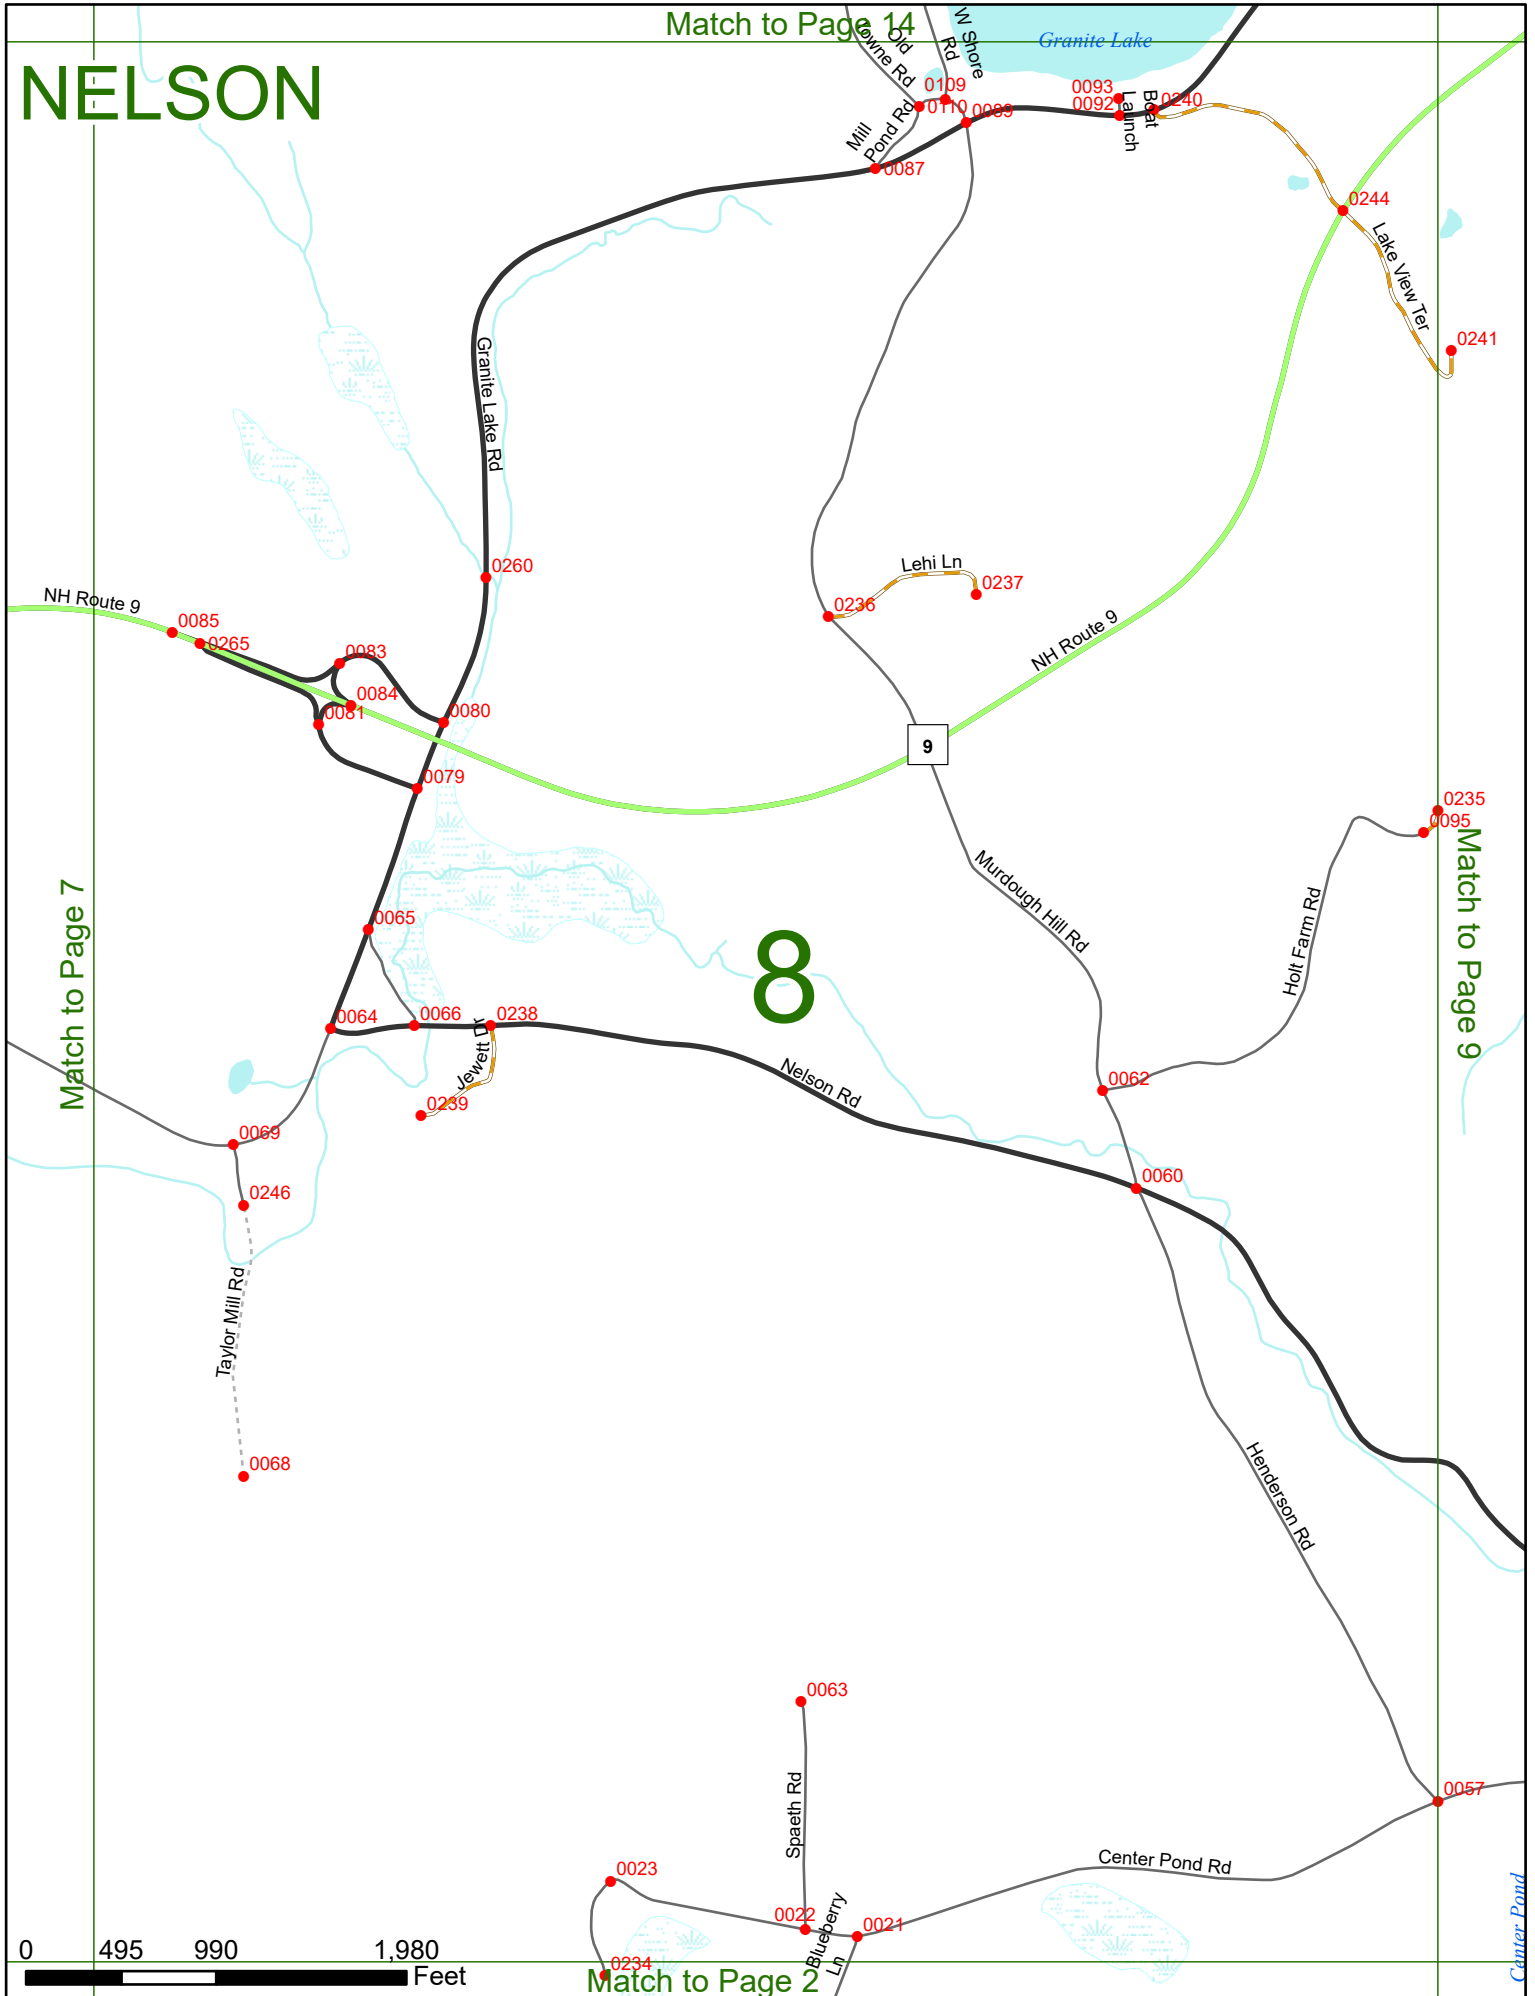 Match to Page 14
NELSON
Old
Towne Rd
W Shore
Rd
Granite Lake
0109
0110
0089
0093
0092
Boat
Launch
0240
Mill
Pond Rd
0087
0244
Lake View Ter
0241
Granite Lake Rd
0260
Lehi Ln
0237
0236
NH Route 9
0085
0265
0083
0084
0081
0080
0079
NH Route 9
9
0235
0095
Match to Page 7
Match to Page 9
Murdough Hill Rd
Holt Farm Rd
0065
8
0064
0066
0238
Jewett Dr
0239
Nelson Rd
0062
0069
0060
0246
Taylor Mill Rd
0068
Henderson Rd
0063
Spaeth Rd
0057
Center Pond Rd
0023
0022
0021
Blueberry
Ln
0234
Center Pond
0 495 990 1,980
Feet
Match to Page 2